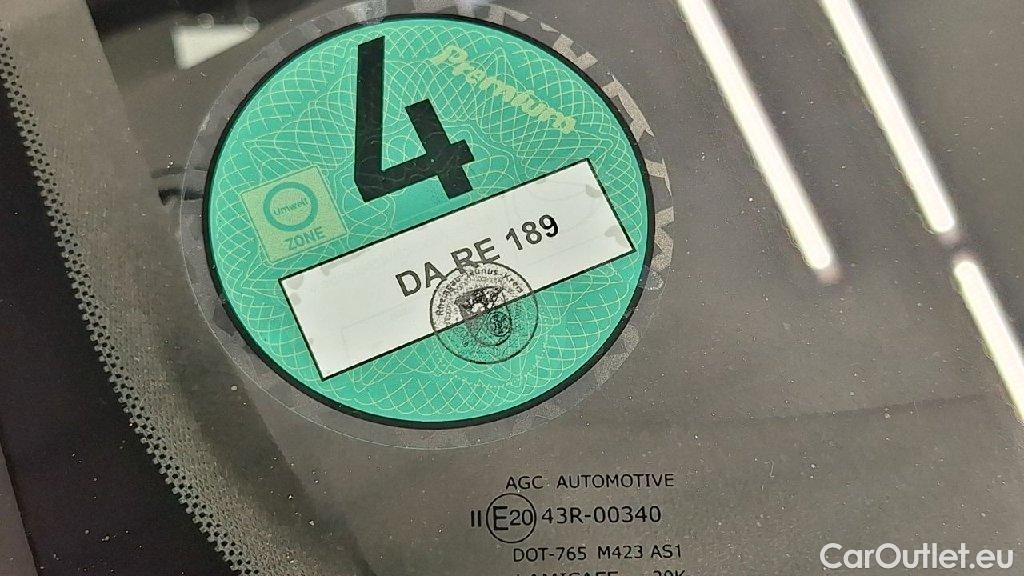 4
Premium
umwelt
ZONE
DA RE 189
AGC AUTOMOTIVE
II E20 43R-00340
DOT-765 M423 AS1
CarOutlet.eu